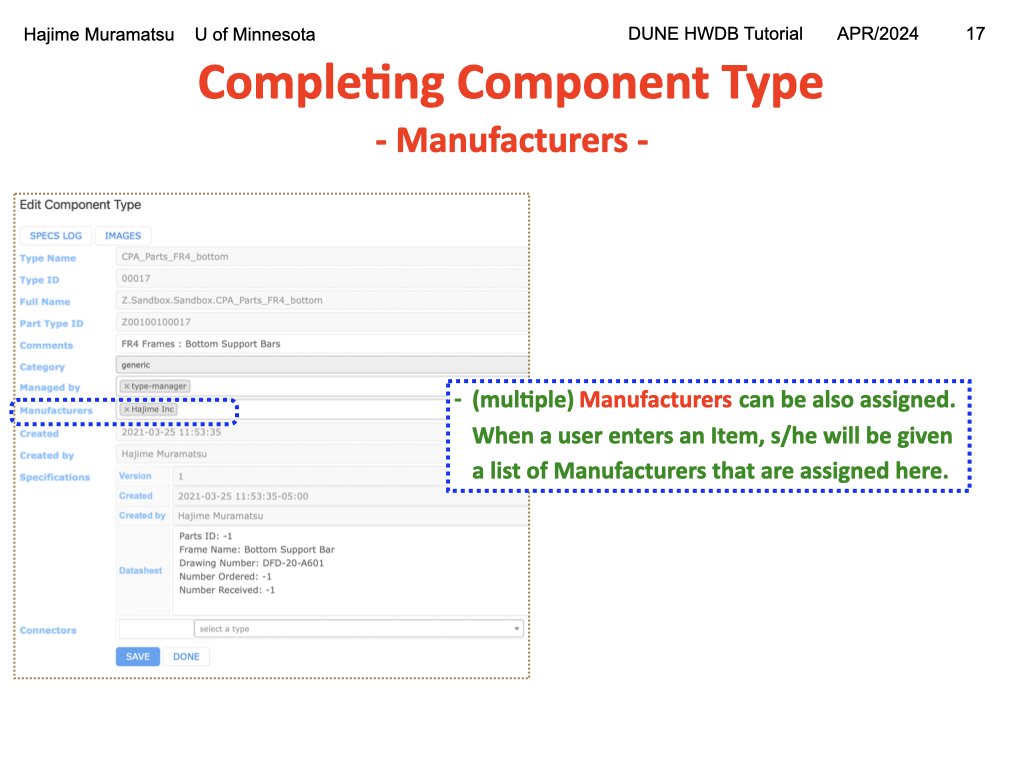 Hajime Muramatsu U of Minnesota DUNE HWDB Tutorial APR/2024 17
Completing Component Type
- Manufacturers -
Edit Component Type
SPECS LOG IMAGES
Type Name CPA_Parts_FR4_bottom
Type ID 00017
Full Name Z.Sandbox.Sandbox.CPA_Parts_FR4_bottom
Part Type ID Z00100100017
Comments FR4 Frames : Bottom Support Bars
Category generic
Managed by ×type-manager
Manufacturers ×Hajime Inc
Created 2021-03-25 11:53:35
Created by Hajime Muramatsu
Specifications Version 1
Created 2021-03-25 11:53:35-05:00
Created by Hajime Muramatsu
Datasheet
Parts ID: -1
Frame Name: Bottom Support Bar
Drawing Number: DFD-20-A601
Number Ordered: -1
Number Received: -1
Connectors select a type
SAVE DONE
- (multiple) Manufacturers can be also assigned.
When a user enters an Item, s/he will be given
a list of Manufacturers that are assigned here.